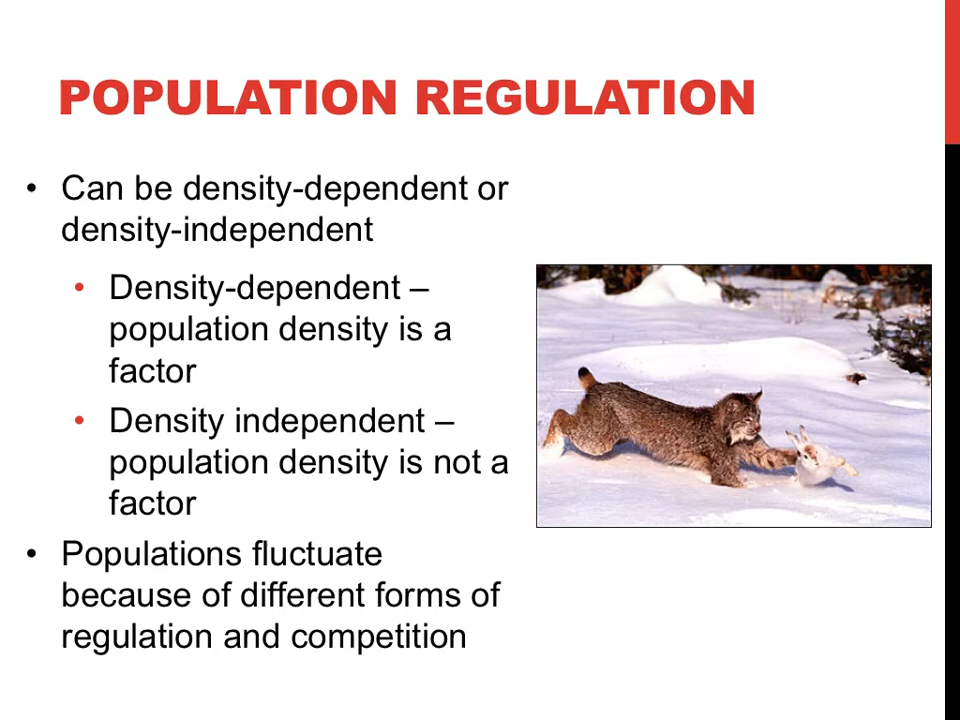 POPULATION REGULATION
• Can be density-dependent or
density-independent
• Density-dependent –
population density is a
factor
• Density independent –
population density is not a
factor
• Populations fluctuate
because of different forms of
regulation and competition